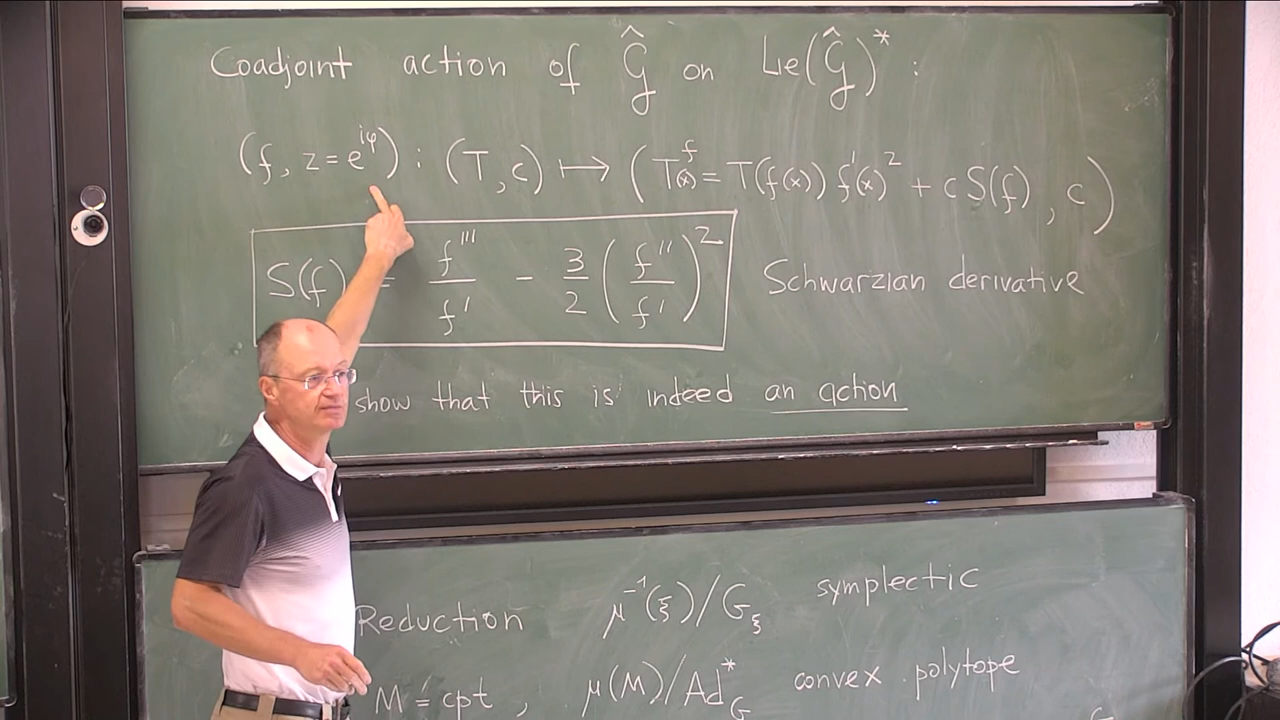 Coadjoint action of Ĝ on Lie(Ĝ)* :
(f, z = e^{iφ}) : (T, c) ↦ (T^f(x) = T(f(x)) f'(x)² + c S(f), c)
S(f) = f'''/f' - 3/2 (f''/f')² Schwarzian derivative
show that this is indeed an action
Reduction μ⁻¹(ξ)/G_ξ symplectic
M = cpt, μ(M)/Ad*_G convex polytope